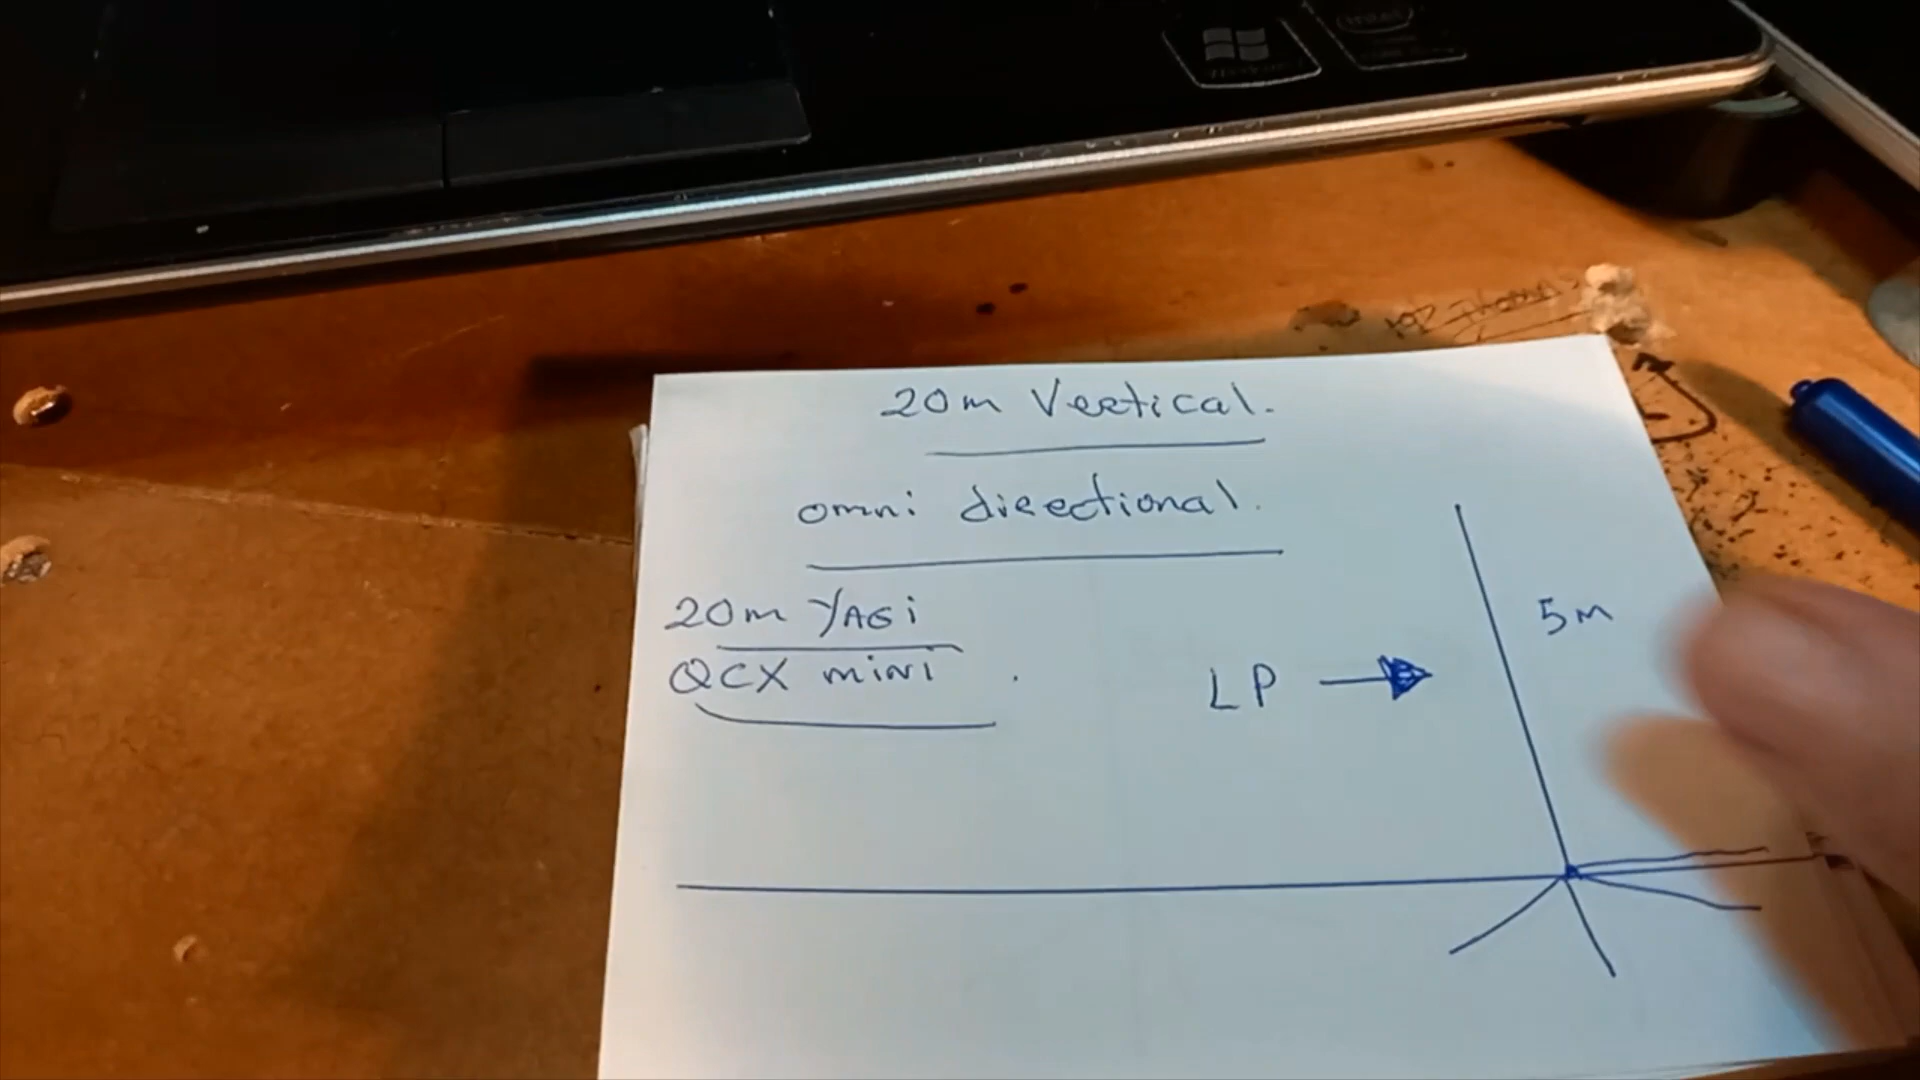 20m Vertical.
omni directional.
20m YAGi
QCX mini
LP
5m